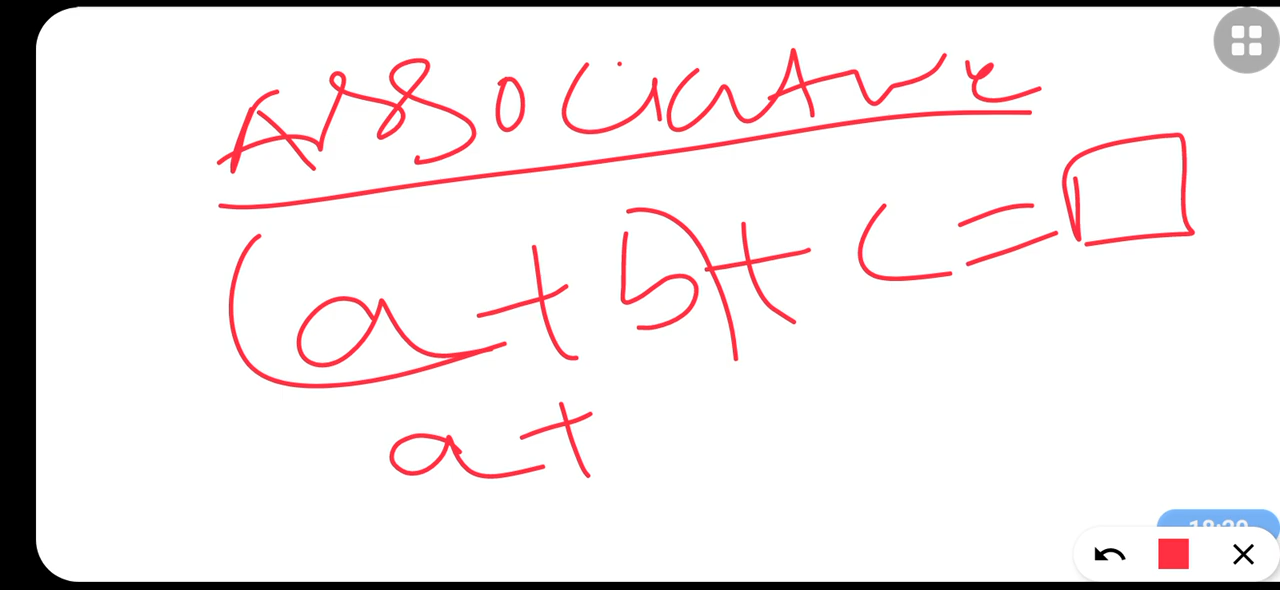 Associative
(a + b) + c = □
a +